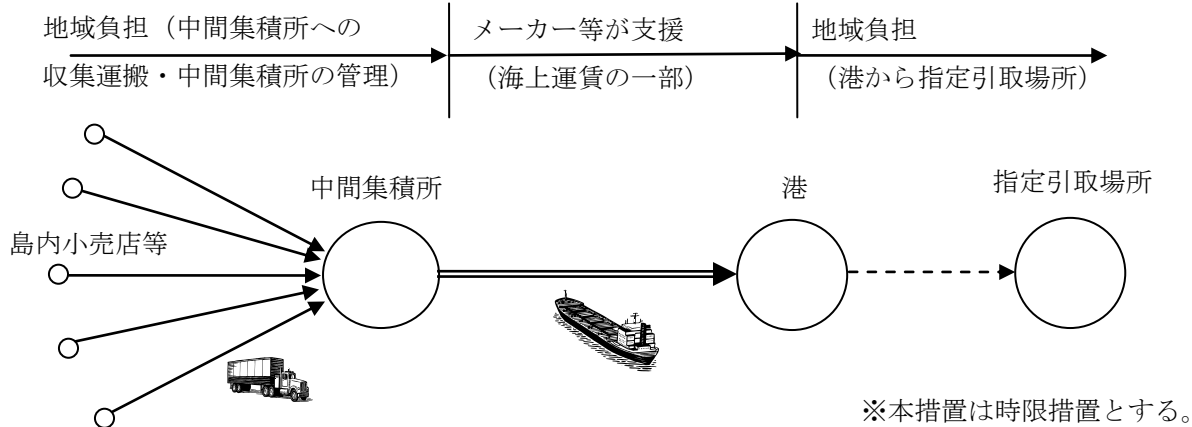 地域負担（中間集積所への
収集運搬・中間集積所の管理）
メーカー等が支援
（海上運賃の一部）
地域負担
（港から指定引取場所）
中間集積所
港
指定引取場所
島内小売店等
※本措置は時限措置とする。